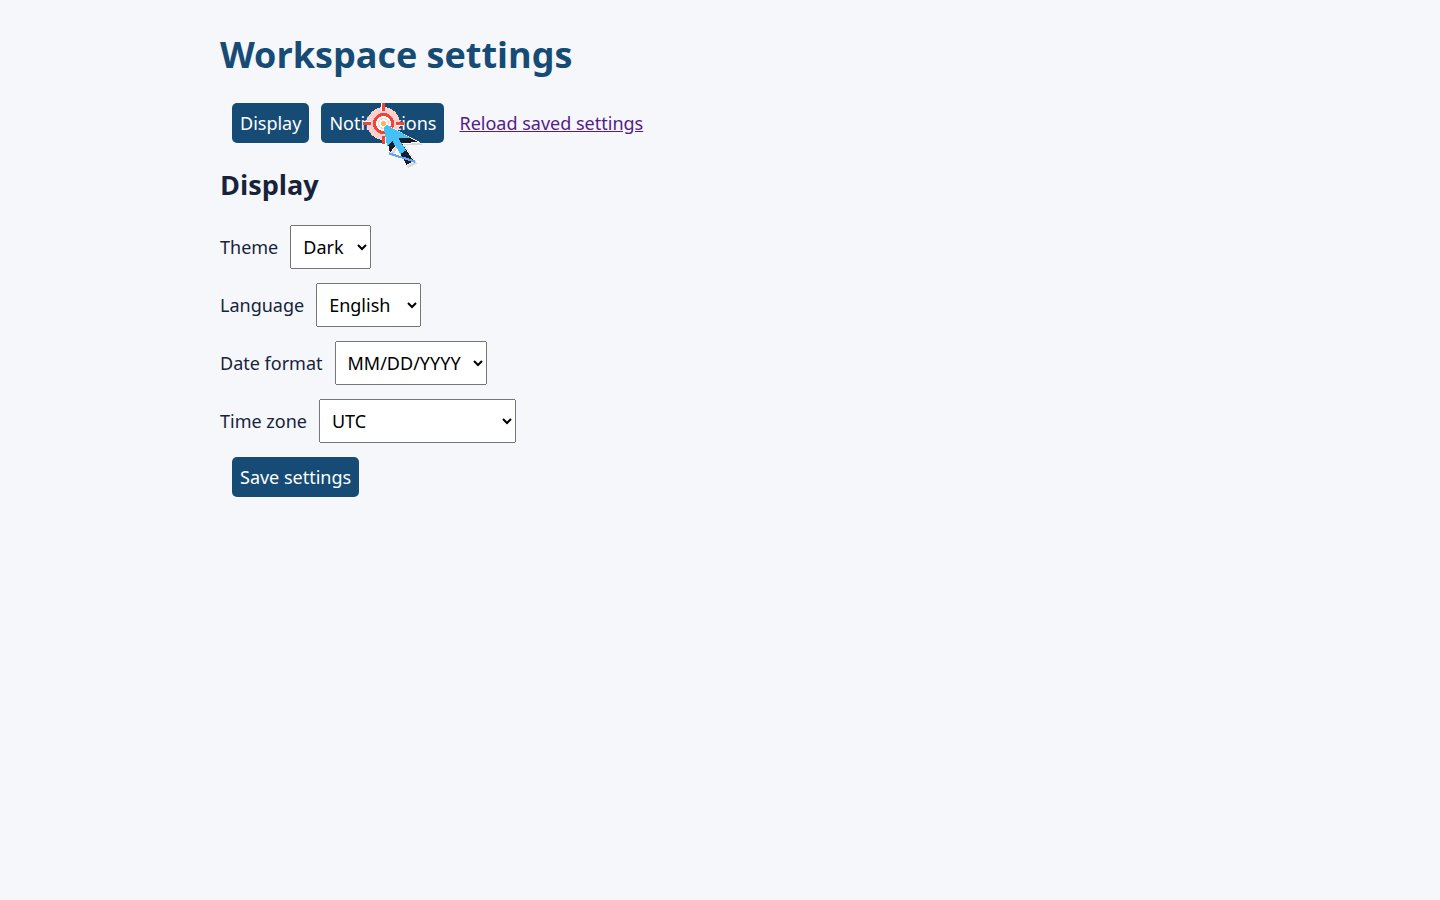 Workspace settings
Display Reload saved settings
Display
Theme Dark
Language English
Date format MM/DD/YYYY
Time zone UTC
Save settings